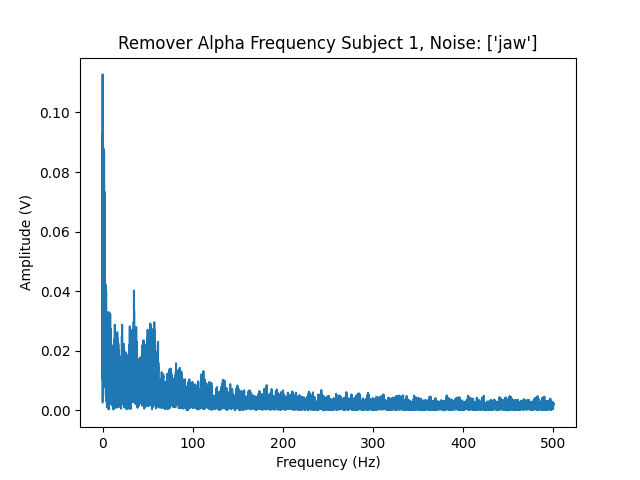 Remover Alpha Frequency Subject 1, Noise: ['jaw']
0.10
0.08
0.06
0.04
0.02
0.00
Amplitude (V)
0 100 200 300 400 500
Frequency (Hz)